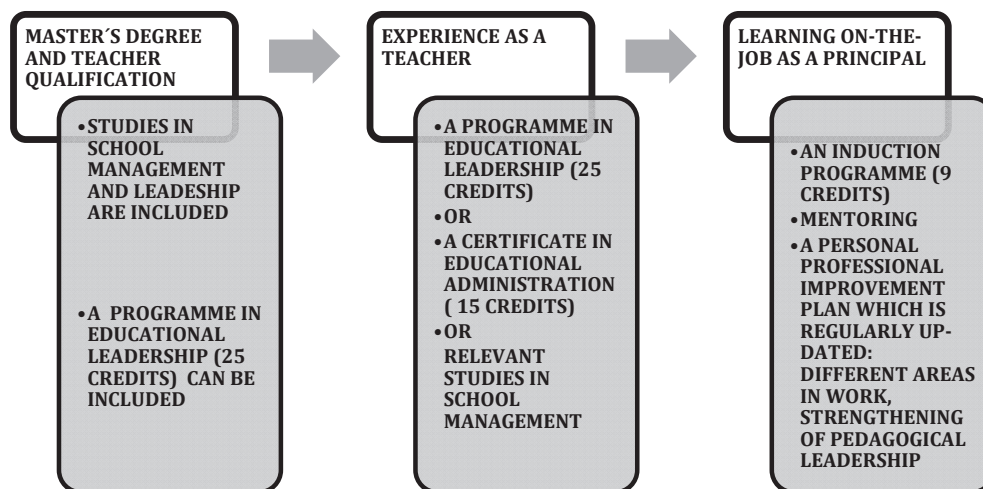 MASTER´S DEGREE
AND TEACHER
QUALIFICATION
•STUDIES IN
SCHOOL
MANAGEMENT
AND LEADESHIP
ARE INCLUDED
•A PROGRAMME IN
EDUCATIONAL
LEADERSHIP (25
CREDITS) CAN BE
INCLUDED
EXPERIENCE AS A
TEACHER
•A PROGRAMME IN
EDUCATIONAL
LEADERSHIP (25
CREDITS)
•OR
•A CERTIFICATE IN
EDUCATIONAL
ADMINISTRATION
( 15 CREDITS)
•OR
RELEVANT
STUDIES IN
SCHOOL
MANAGEMENT
LEARNING ON-THE-
JOB AS A PRINCIPAL
•AN INDUCTION
PROGRAMME (9
CREDITS)
•MENTORING
•A PERSONAL
PROFESSIONAL
IMPROVEMENT
PLAN WHICH IS
REGULARLY UP-
DATED:
DIFFERENT AREAS
IN WORK,
STRENGTHENING
OF PEDAGOGICAL
LEADERSHIP